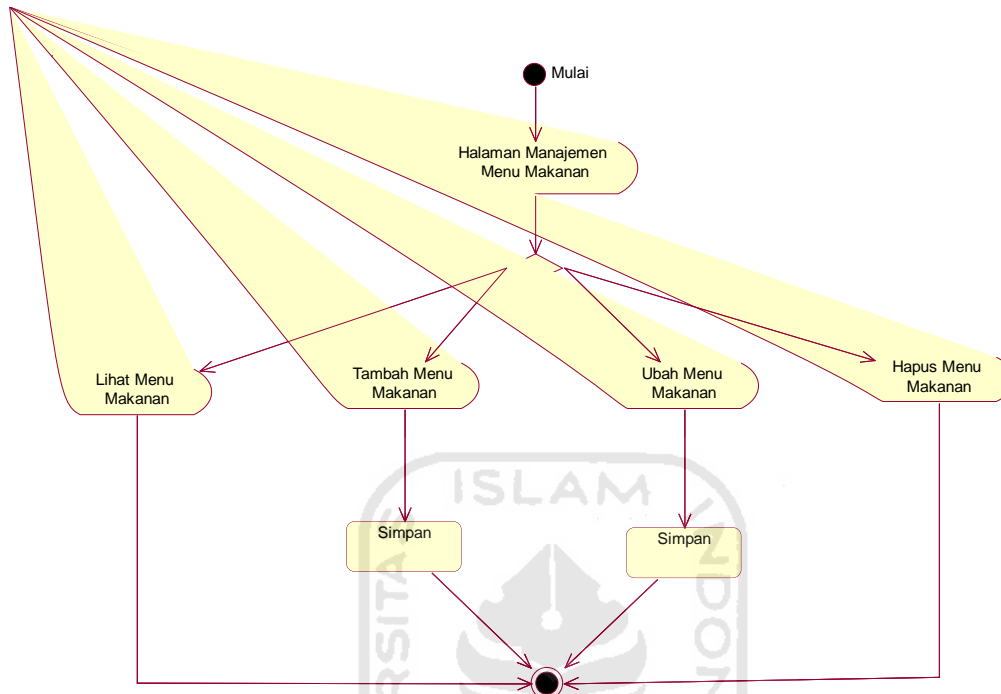 Mulai
Halaman Manajemen
Menu Makanan
Lihat Menu
Makanan
Tambah Menu
Makanan
Ubah Menu
Makanan
Hapus Menu
Makanan
Simpan
Simpan
ISLAM